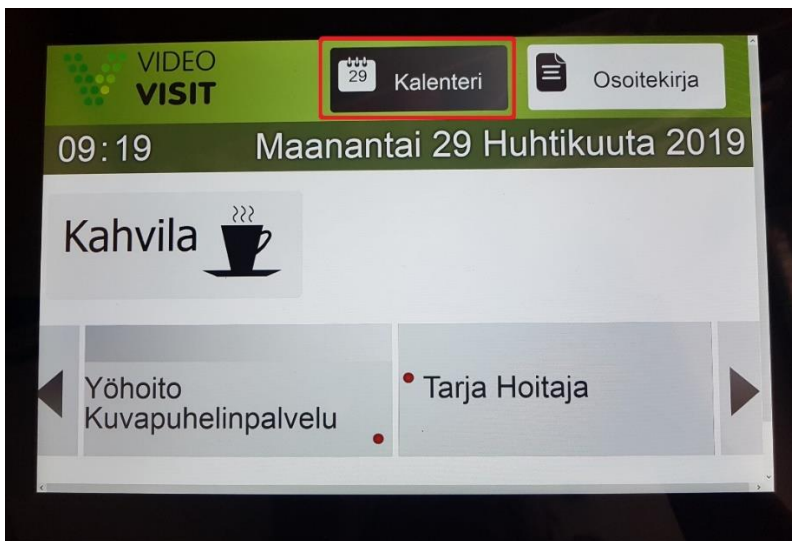 VIDEO
VISIT
29
Kalenteri
Osoitekirja
09:19
Maanantai 29 Huhtikuuta 2019
Kahvila
Yöhoito
Kuvapuhelinpalvelu
Tarja Hoitaja